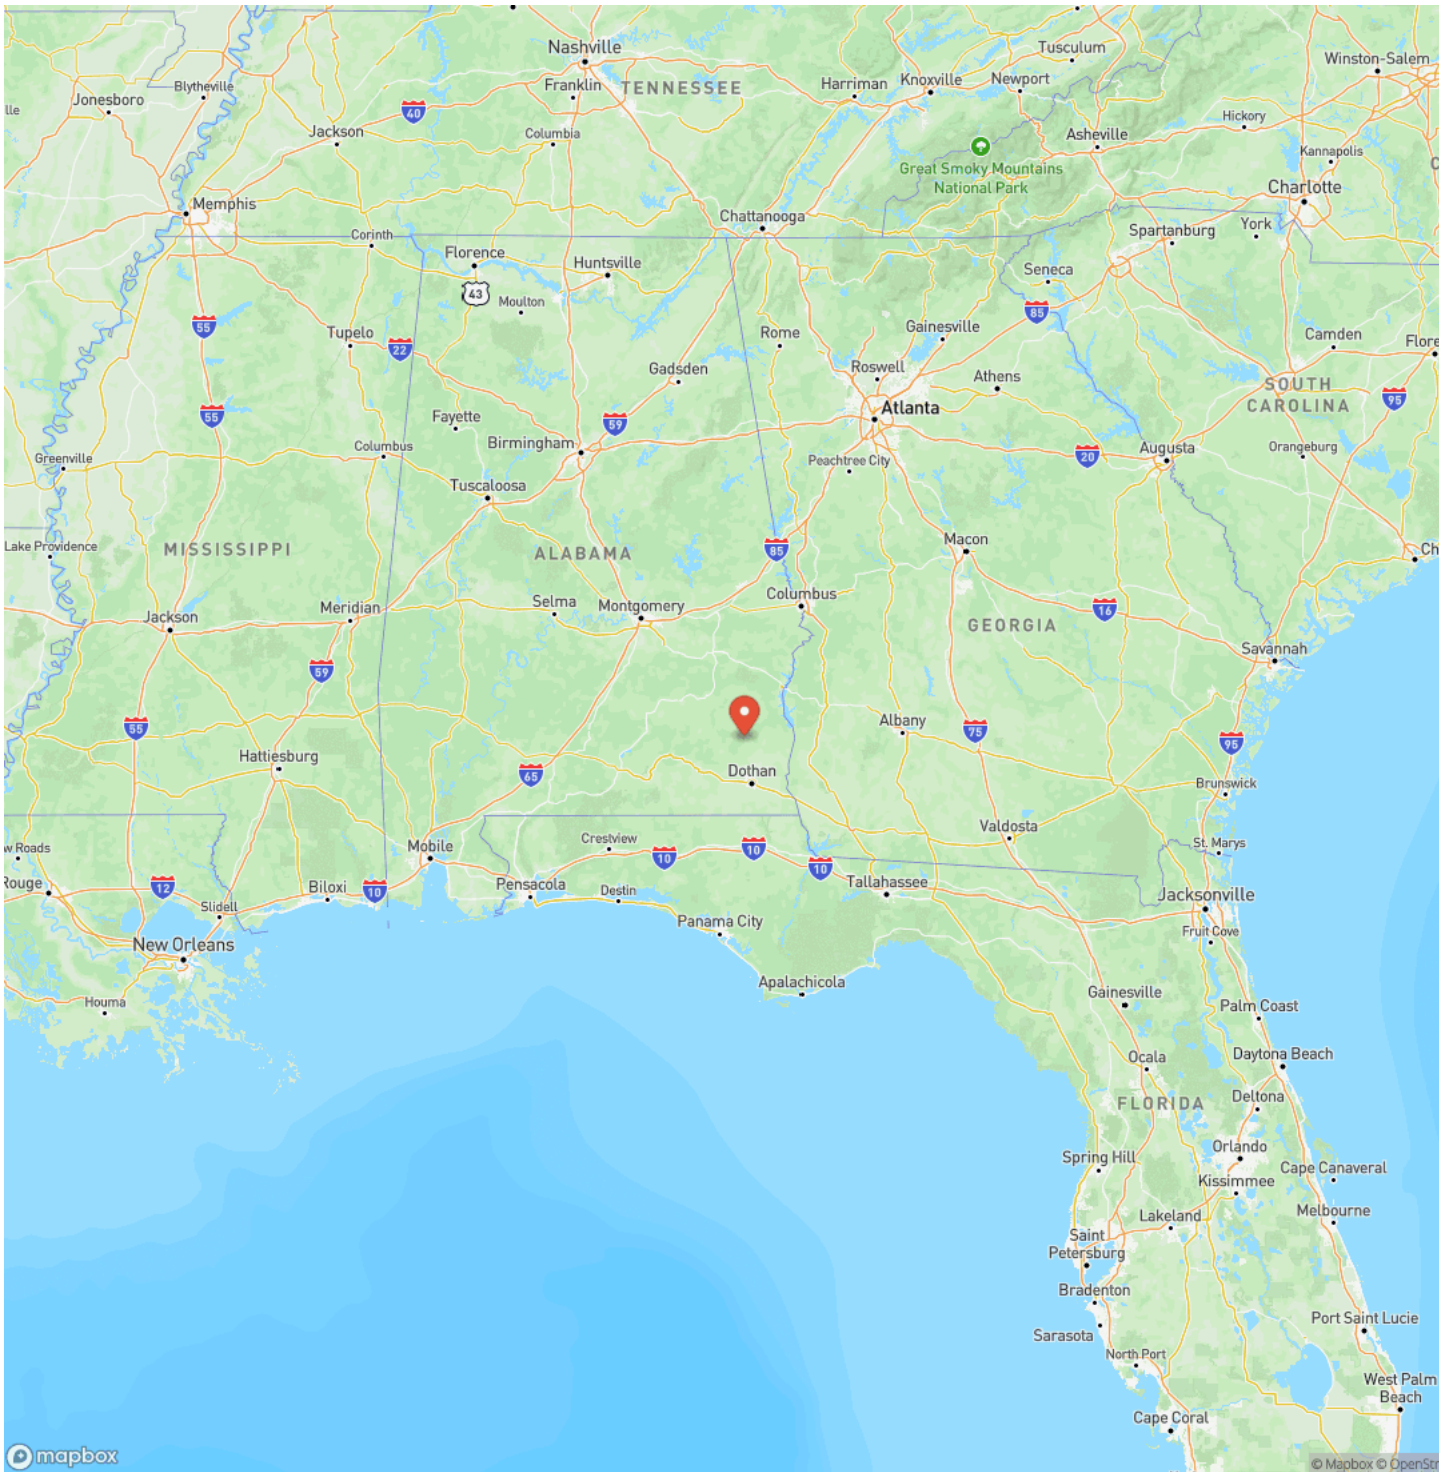 Nashville
Tusculum
Winston-Salem
Blytheville
Jonesboro
Franklin
TENNESSEE
Harriman
Knoxville
Newport
lle
40
Jackson
Columbia
Hickory
Asheville
Kannapolis
Great Smoky Mountains
National Park
Charlotte
Memphis
Chattanooga
Corinth
Florence
Spartanburg
York
Huntsville
Seneca
43
Moulton
85
55
Tupelo
22
Rome
Gainesville
Camden
Flore
Gadsden
Roswell
Athens
SOUTH
CAROLINA
95
55
Fayette
59
Atlanta
Columbus
Birmingham
Augusta
Orangeburg
Greenville
Peachtree City
20
Tuscaloosa
Lake Providence
MISSISSIPPI
ALABAMA
85
Macon
Ch
Selma
Montgomery
Columbus
Jackson
Meridian
16
GEORGIA
Savannah
59
55
Albany
75
95
Hattiesburg
65
Dothan
Brunswick
w Roads
Mobile
Crestview
10
10
10
Valdosta
St. Marys
Rouge
12
Biloxi
10
Pensacola
Destin
Tallahassee
Jacksonville
Slidell
Panama City
Fruit Cove
New Orleans
Apalachicola
Houma
Gainesville
Palm Coast
Ocala
Daytona Beach
FLORIDA
Deltona
Orlando
Spring Hill
Cape Canaveral
Kissimmee
Lakeland
Melbourne
Saint
Petersburg
Bradenton
Port Saint Lucie
Sarasota
North Port
West Palm
Beach
Cape Coral
mapbox
© Mapbox © OpenStr